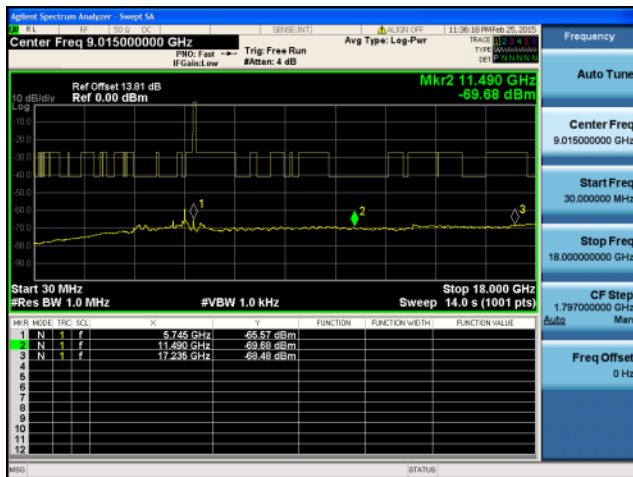 Agilent Spectrum Analyzer - Swept SA
RL RF 50 Ω DC SENSE:INT ALIGN OFF 11:36:18 PM Feb 25, 2015
Center Freq 9.015000000 GHz
PNO: Fast
IFGain:Low
Trig: Free Run
#Atten: 4 dB
Avg Type: Log-Pwr
TRACE 1 2 3 4 5 6
TYPE
DET P N N N N N
Frequency
Mkr2 11.490 GHz
-69.68 dBm
Ref Offset 13.81 dB
10 dB/div Ref 0.00 dBm
Log
-10.0
-20.0
-30.0
-40.0
-50.0
-60.0
-70.0
-80.0
-90.0
1
2
3
Start 30 MHz Stop 18.000 GHz
#Res BW 1.0 MHz #VBW 1.0 kHz Sweep 14.0 s (1001 pts)
MKR MODE TRC SCL X Y FUNCTION FUNCTION WIDTH FUNCTION VALUE
1 N 1 f 5.745 GHz -65.57 dBm
2 N 1 f 11.490 GHz -69.68 dBm
3 N 1 f 17.235 GHz -68.48 dBm
4
5
6
7
8
9
10
11
12
MSG STATUS
Auto Tune
Center Freq
9.015000000 GHz
Start Freq
30.000000 MHz
Stop Freq
18.000000000 GHz
CF Step
1.797000000 GHz
Auto Man
Freq Offset
0 Hz